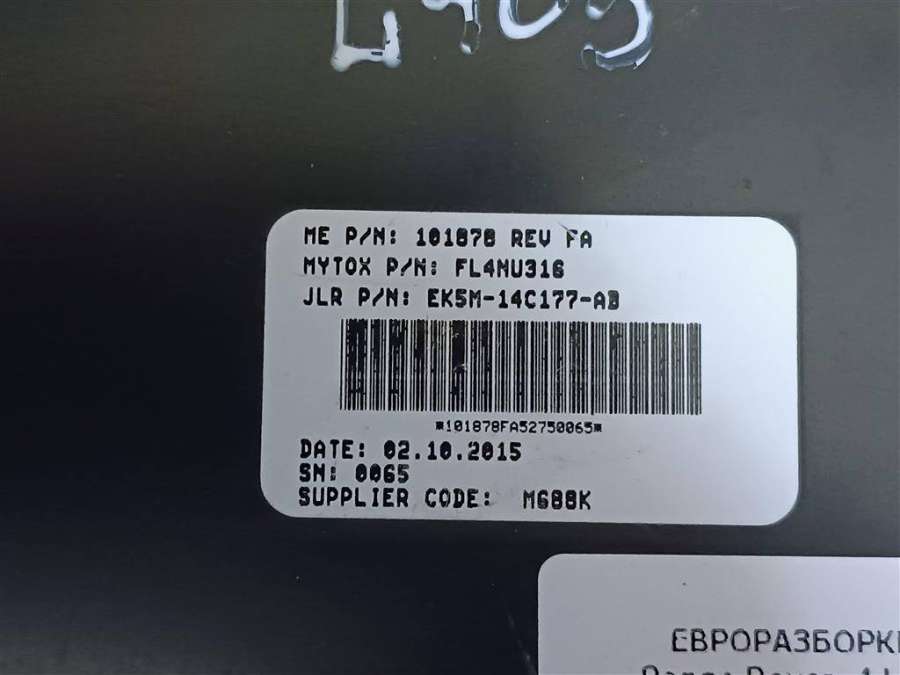 ME P/N: 101878 REV FA
MYTOX P/N: FL4NU316
JLR P/N: EK5M-14C177-AB
*101878FA52750065*
DATE: 02.10.2015
SN: 0065
SUPPLIER CODE: M688K
ЕВРОРАЗБОРК